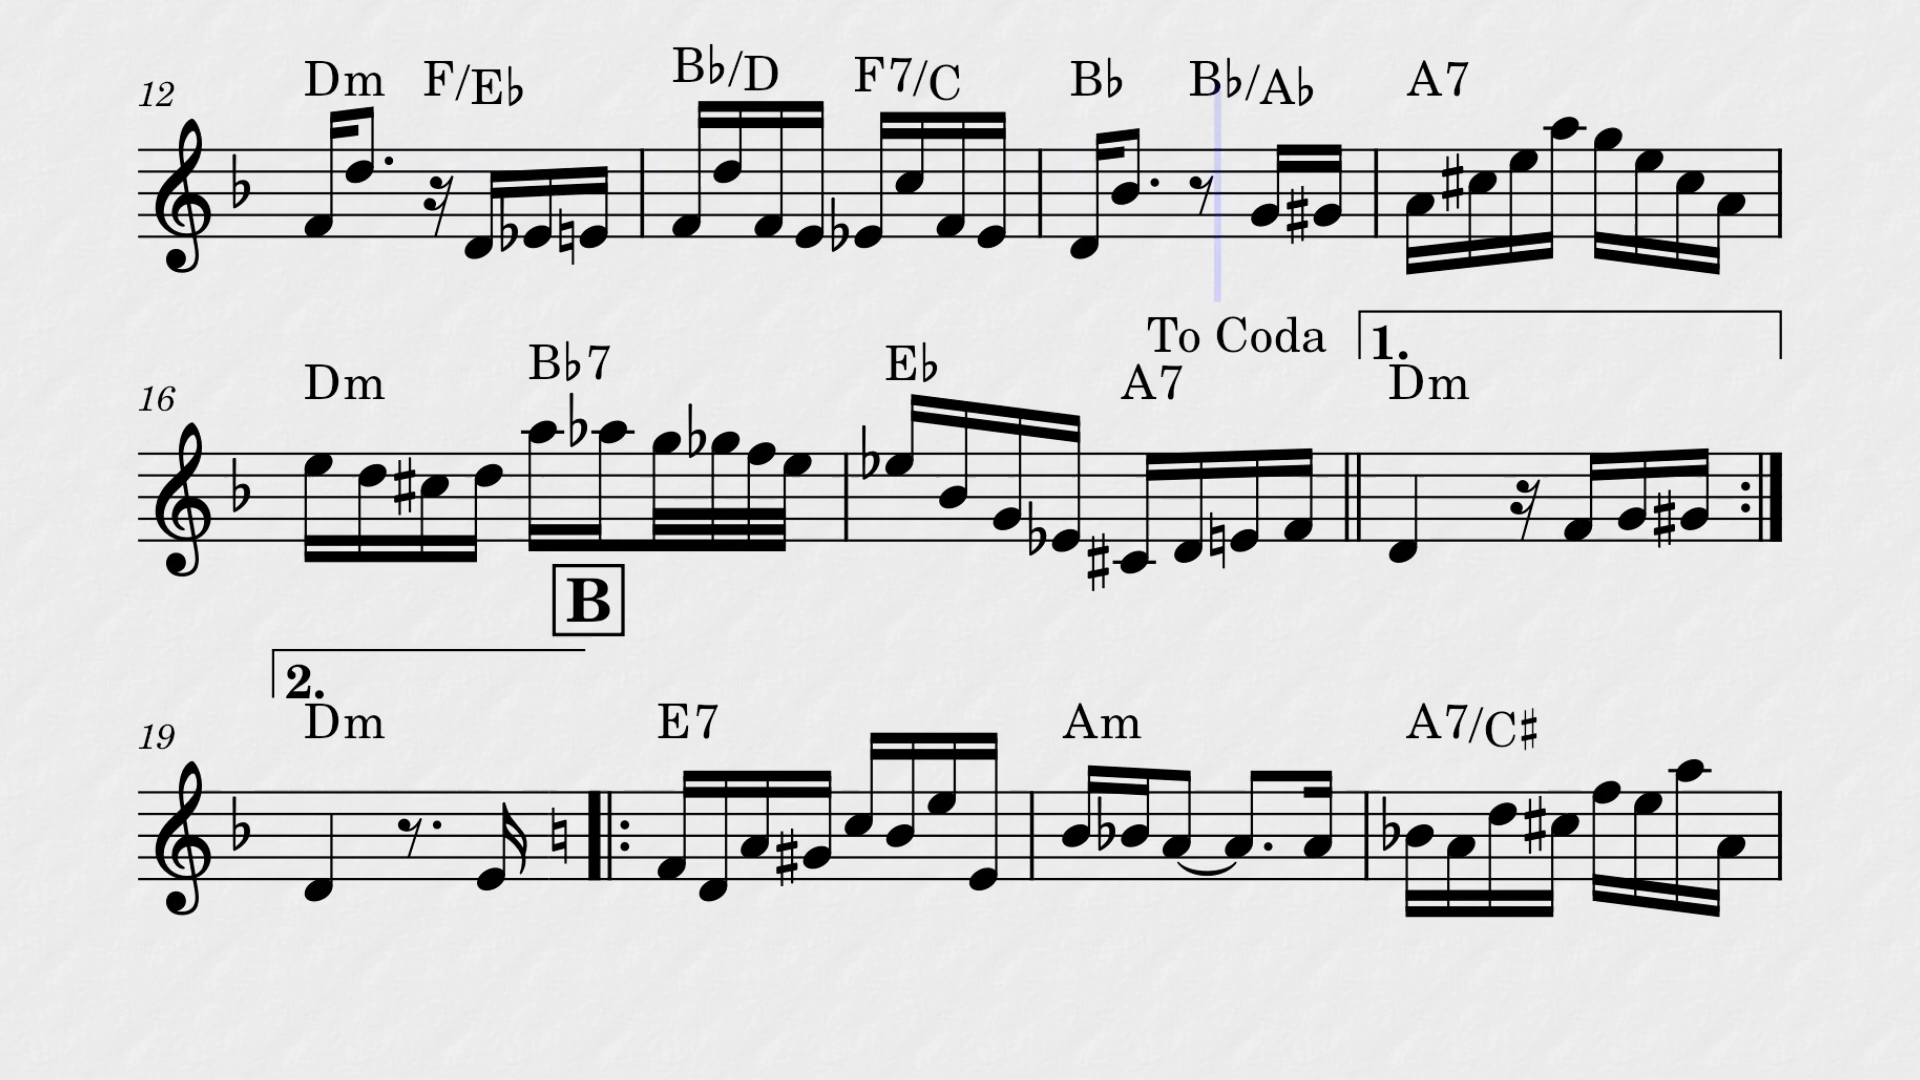 Dm F/E♭ B♭/D F7/C B♭ B♭/A♭ A7
12
To Coda
1.
Dm B♭7 E♭ A7 Dm
16
B
2.
Dm E7 Am A7/C♯
19